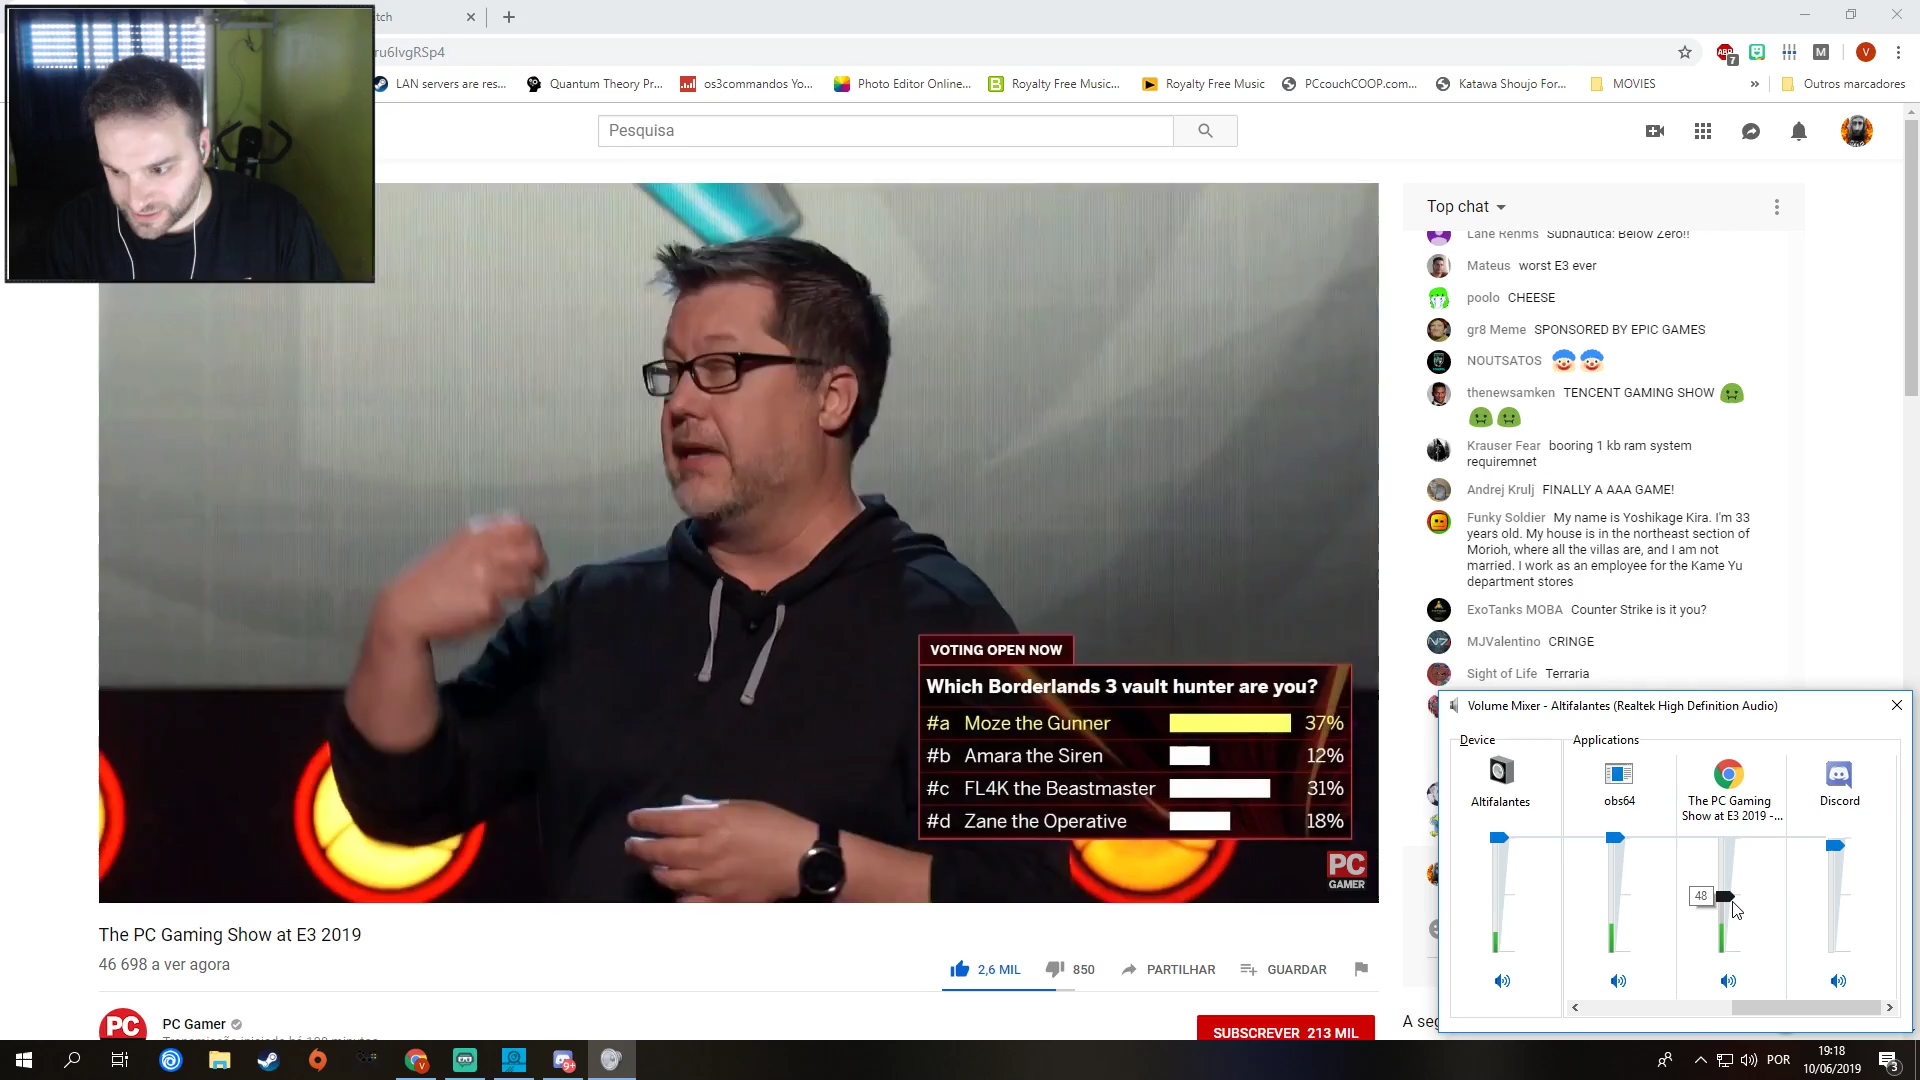 tch
ru6lvgRSp4
7
M
V
LAN servers are res...
Quantum Theory Pr...
os3commandos Yo...
Photo Editor Online...
Royalty Free Music...
Royalty Free Music
PCcouchCOOP.com...
Katawa Shoujo For...
MOVIES
»
Outros marcadores
Pesquisa
Top chat
Lane Rehms Subnautica: Below Zero!!
Mateus worst E3 ever
poolo CHEESE
gr8 Meme SPONSORED BY EPIC GAMES
NOUTSATOS
thenewsamken TENCENT GAMING SHOW
Krauser Fear booring 1 kb ram system
requiremnet
Andrej Krulj FINALLY A AAA GAME!
Funky Soldier My name is Yoshikage Kira. I'm 33
years old. My house is in the northeast section of
Morioh, where all the villas are, and I am not
married. I work as an employee for the Kame Yu
department stores
ExoTanks MOBA Counter Strike is it you?
MJValentino CRINGE
Sight of Life Terraria
VOTING OPEN NOW
Which Borderlands 3 vault hunter are you?
#a Moze the Gunner 37%
#b Amara the Siren 12%
#c FL4K the Beastmaster 31%
#d Zane the Operative 18%
PC
GAMER
Volume Mixer - Altifalantes (Realtek High Definition Audio)
Device
Applications
Altifalantes
obs64
The PC Gaming
Show at E3 2019 -...
Discord
48
The PC Gaming Show at E3 2019
46 698 a ver agora
2,6 MIL
850
PARTILHAR
GUARDAR
PC
PC Gamer
SUBSCREVER 213 MIL
A seg
9+
POR
19:18
10/06/2019
3